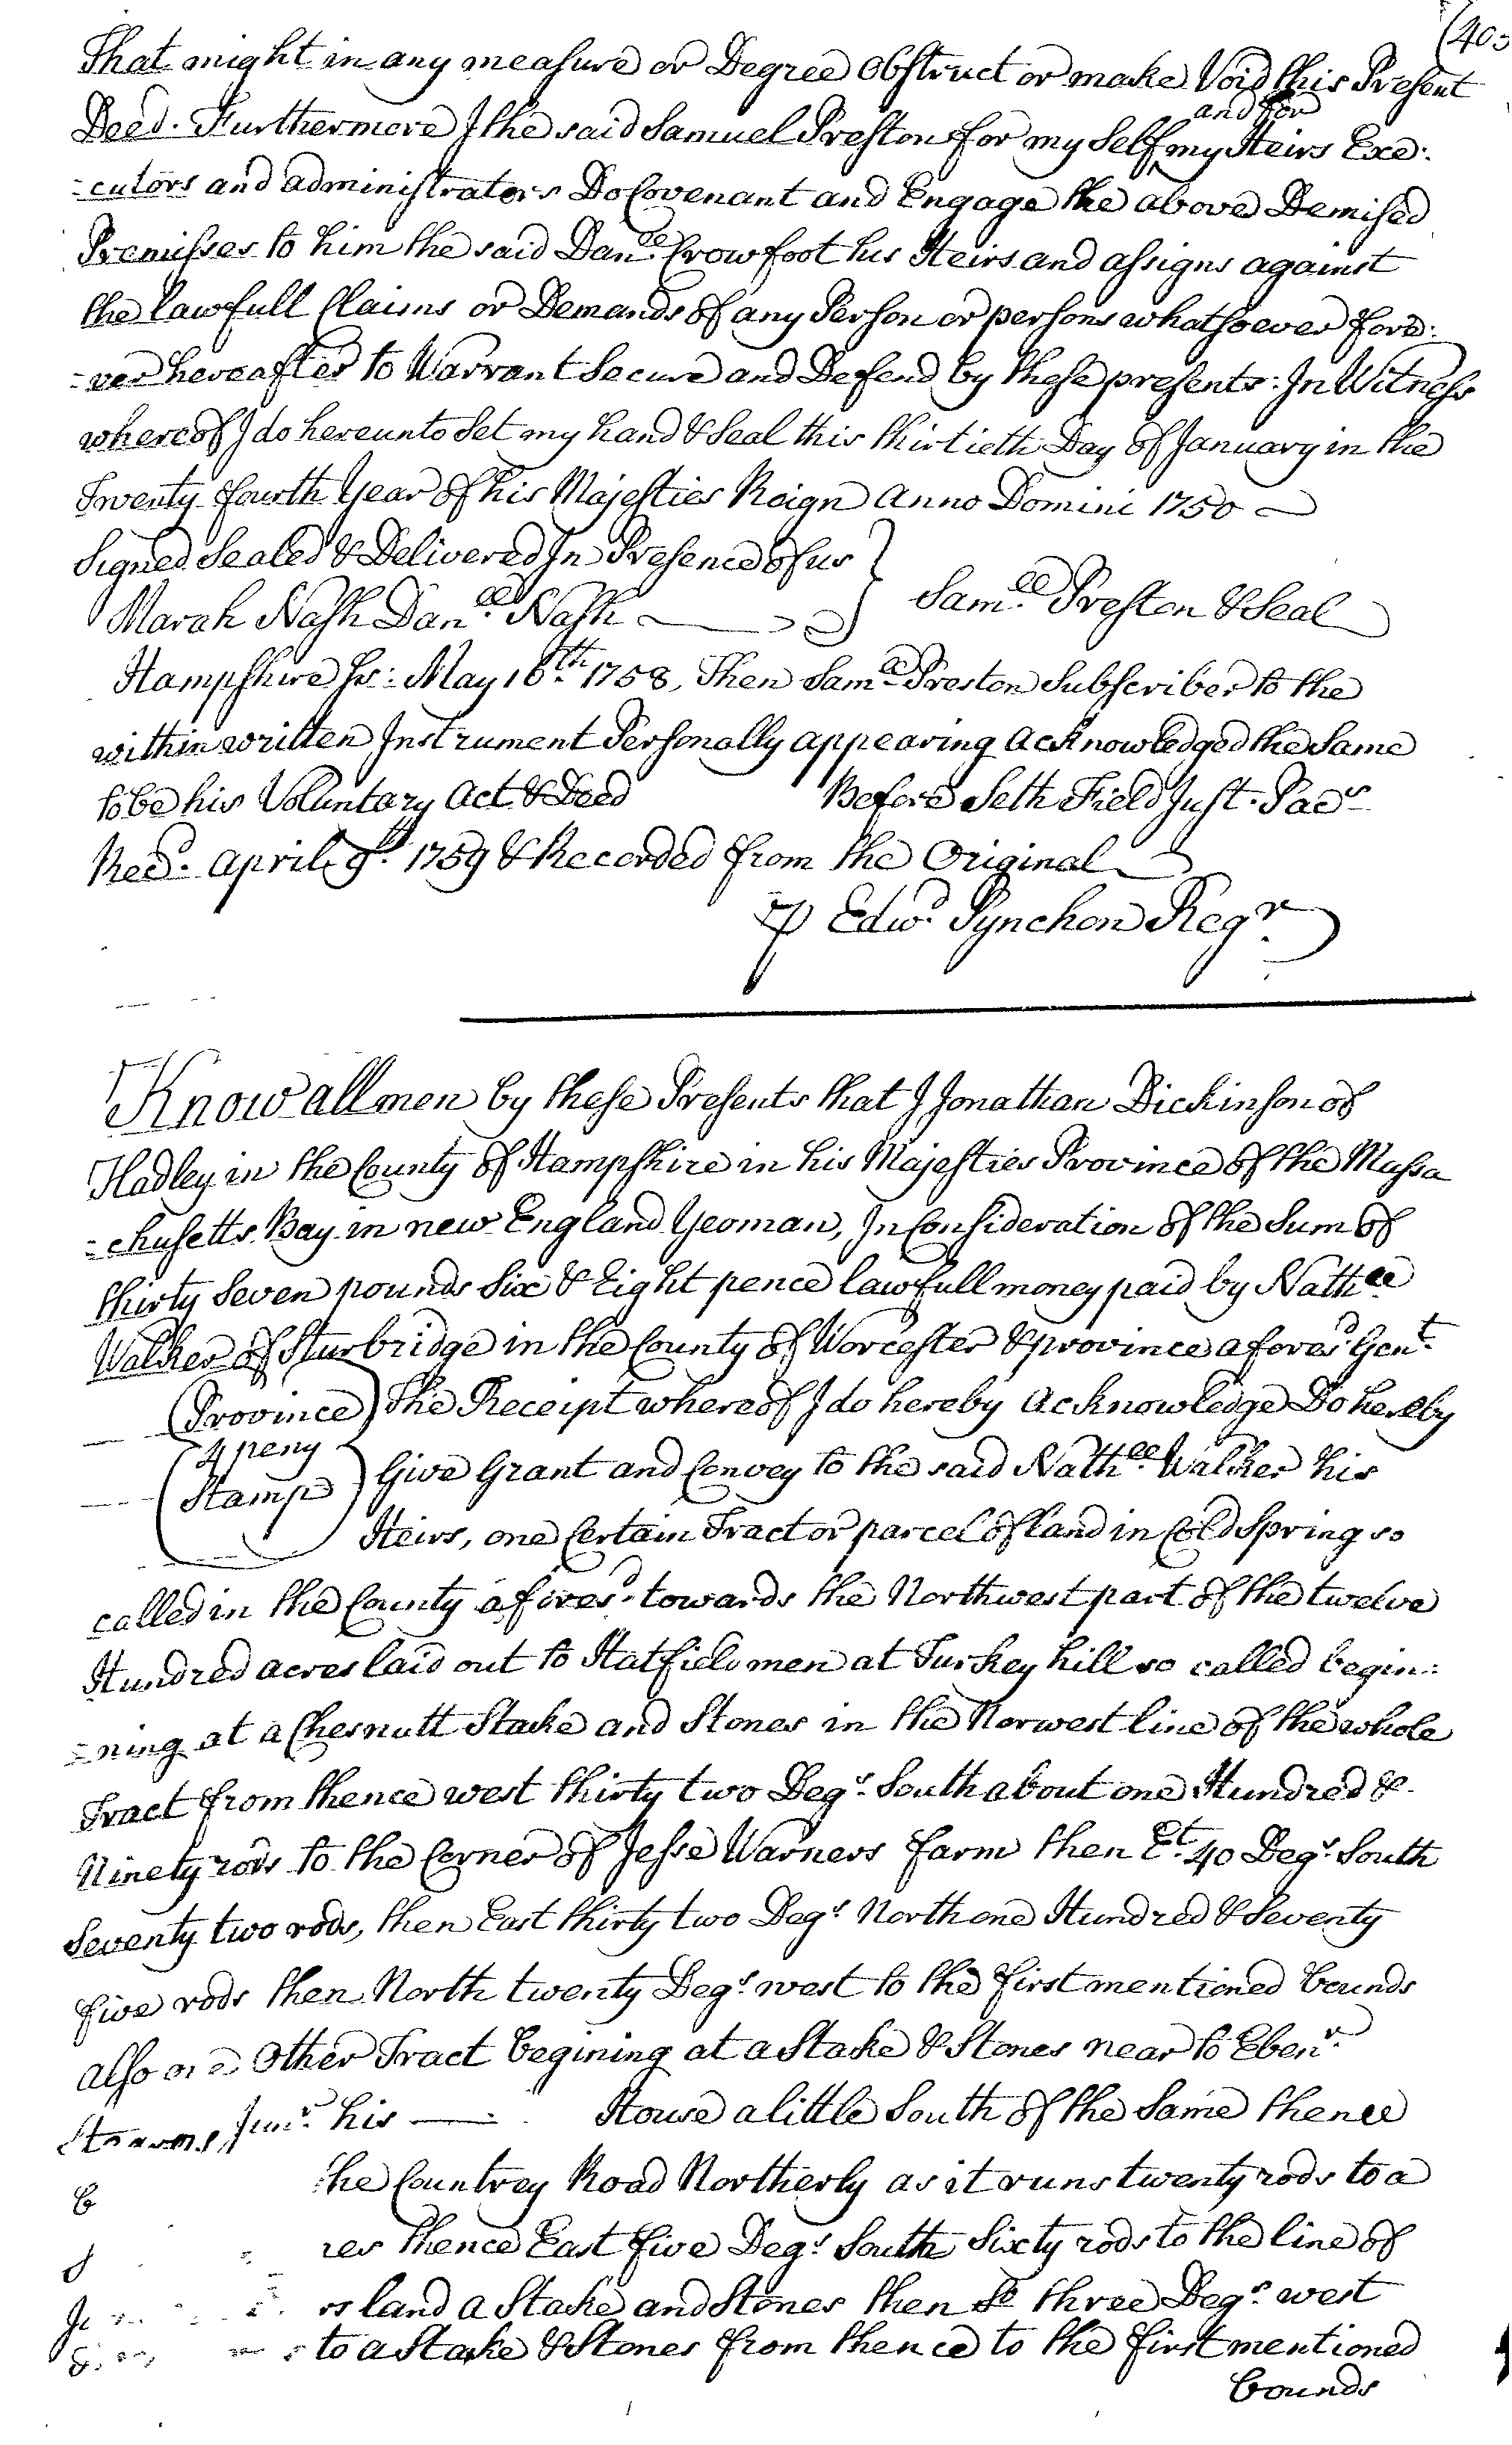 (405
That might in any measure or Degree Obstruct or make Void this Present
Deed. Furthermore I the said Samuel Preston for my Self and for my Heirs Exe:
-cutors and administrators Do Covenant and Engage the above Demised
Premisses to him the said Danll. Crowfoot his Heirs and assigns against
the lawfull Claims or Demands of any Person or persons whatsoever fore:
-ver hereafter to Warrant Secure and Defend by these presents: In Witness
whereof I do hereunto Set my hand & Seal this thirtieth Day of January in the
Twenty fourth Year of his Majesties Reign Anno Domini 1750
Signed Sealed & Delivered In Presence of us
Marah Nash Danll. Nash } Samll. Preston & Seal
Hampshire Ss: May 16th. 1758, Then Samll. Preston Subscriber to the
within written Instrument Personally appearing Acknowledged the Same
to be his Voluntary Act & Deed Before Seth Field Just. Pacs
Recd. April 9th. 1759 & Recorded from the Original
⅌ Edwd. Pynchon Regr.
Know all men by these Presents that I Jonathan Dickinson of
Hadley in the County of Hampshire in his Majesties Province of the Massa
-chusetts Bay in new England Yeoman, In Consideration of the Sum of
thirty Seven pounds Six & Eight pence lawfull money paid by Nathll
Walker of Sturbridge in the County of Worcester & province aforesd Gent.
(Province) The Receipt whereof I do hereby Acknowledge Do hereby
(4 peny
Stamp) Give Grant and Convey to the said Nathll. Walker his
Heirs, one Certain Tract or parcel of land in Cold Spring so
called in the County aforesd. towards the Northwest part of the twelve
Hundred acres laid out to Hatfield men at Turkey hill so called begin:
-ning at a Chesnutt Stake and Stones in the Norwest line of the whole
Tract from thence west thirty two Degs. South about one Hundred &
Ninety rods to the Corner of Jesse Warners farm then Et. 40 Degs. South
Seventy two rods, then East thirty two Degs. North one Hundred & Seventy
five rods then North twenty Degs. west to the first mentioned bounds
also one Other Tract begining at a Stake & Stones near to Ebenr.
Stearns Junr. his House a little South of the Same thence
he Countrey Road Northerly as it runs twenty rods to a
res thence East five Degs. South Sixty rods to the line of
rs land a Stake and Stones then So three Degs. west
to a Stake & Stones from thence to the first mentioned
bounds